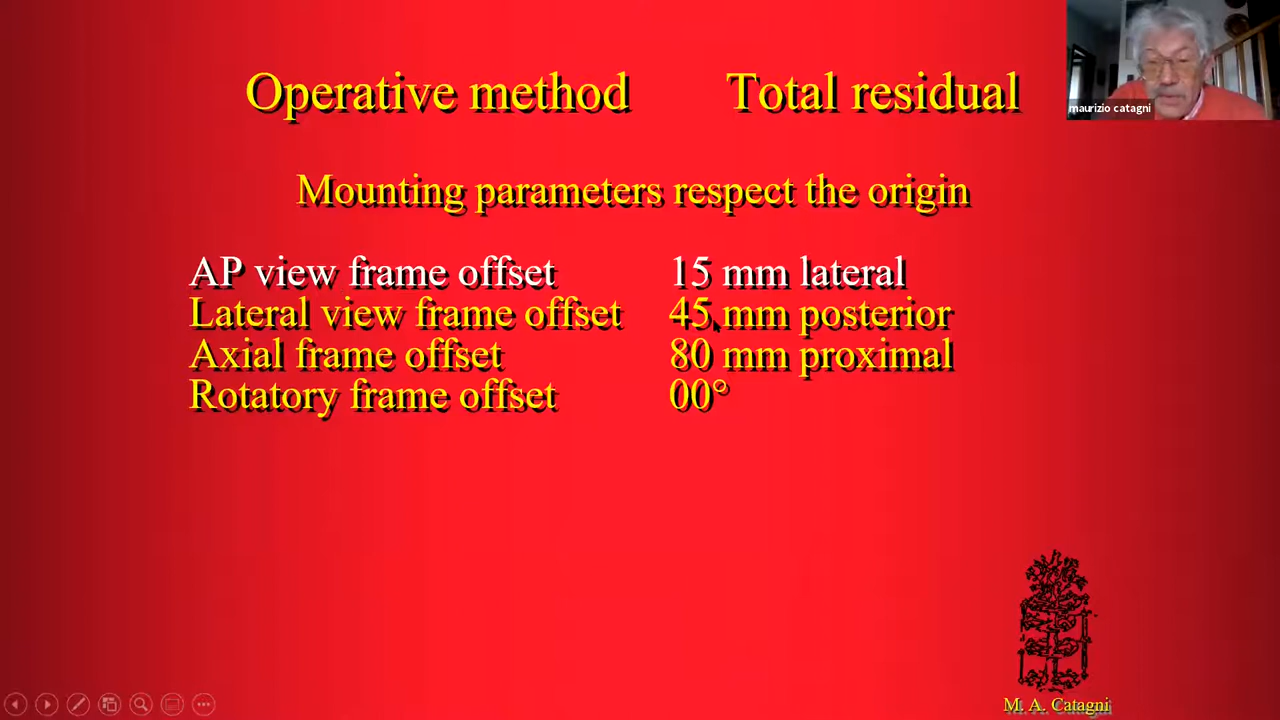 Operative method Total residual
maurizio catagni
Mounting parameters respect the origin
AP view frame offset 15 mm lateral
Lateral view frame offset 45 mm posterior
Axial frame offset 80 mm proximal
Rotatory frame offset 00°
M. A. Catagni